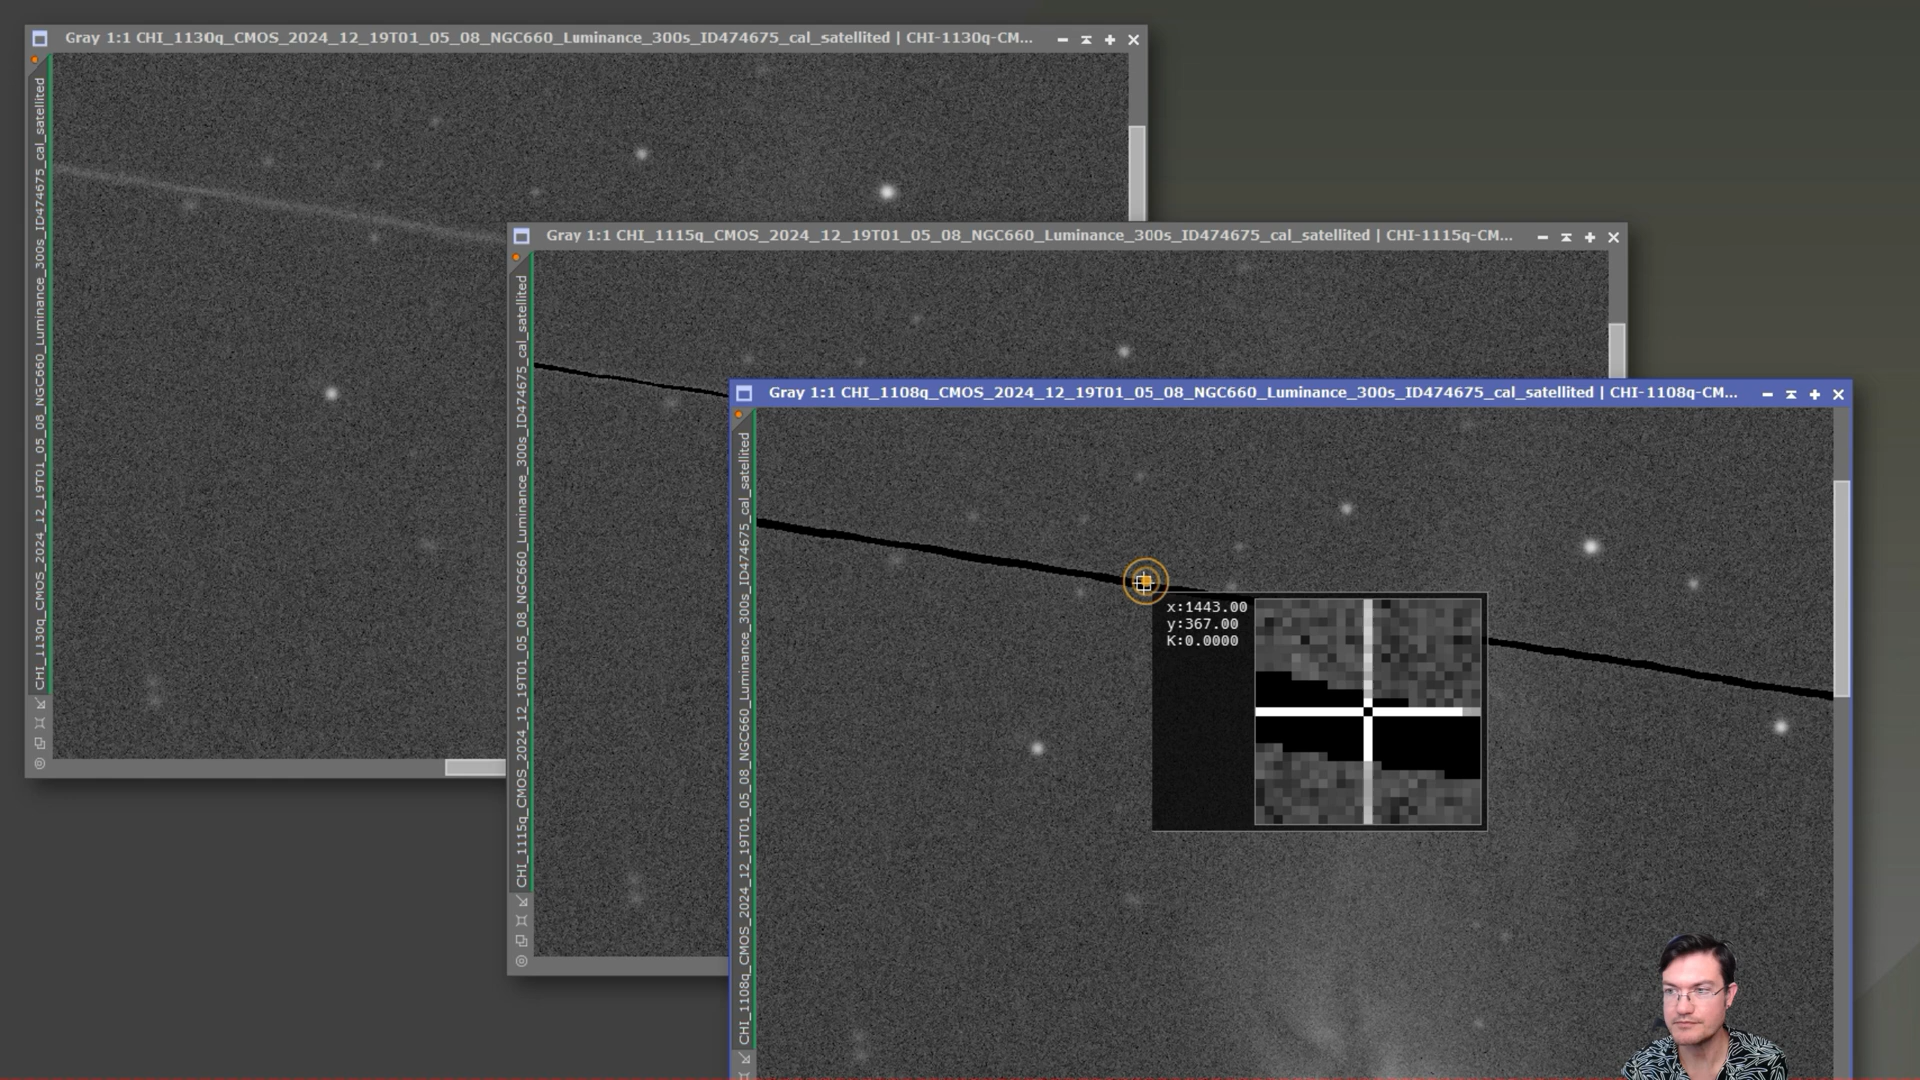 Gray 1:1 CHI_1130q_CMOS_2024_12_19T01_05_08_NGC660_Luminance_300s_ID474675_cal_satellited | CHI-1130q-CM...
CHI_1130q_CMOS_2024_12_19T01_05_08_NGC660_Luminance_300s_ID474675_cal_satellited
Gray 1:1 CHI_1115q_CMOS_2024_12_19T01_05_08_NGC660_Luminance_300s_ID474675_cal_satellited | CHI-1115q-CM...
CHI_1115q_CMOS_2024_12_19T01_05_08_NGC660_Luminance_300s_ID474675_cal_satellited
Gray 1:1 CHI_1108q_CMOS_2024_12_19T01_05_08_NGC660_Luminance_300s_ID474675_cal_satellited | CHI-1108q-CM...
CHI_1108q_CMOS_2024_12_19T01_05_08_NGC660_Luminance_300s_ID474675_cal_satellited
x:1443.00
y:367.00
K:0.0000